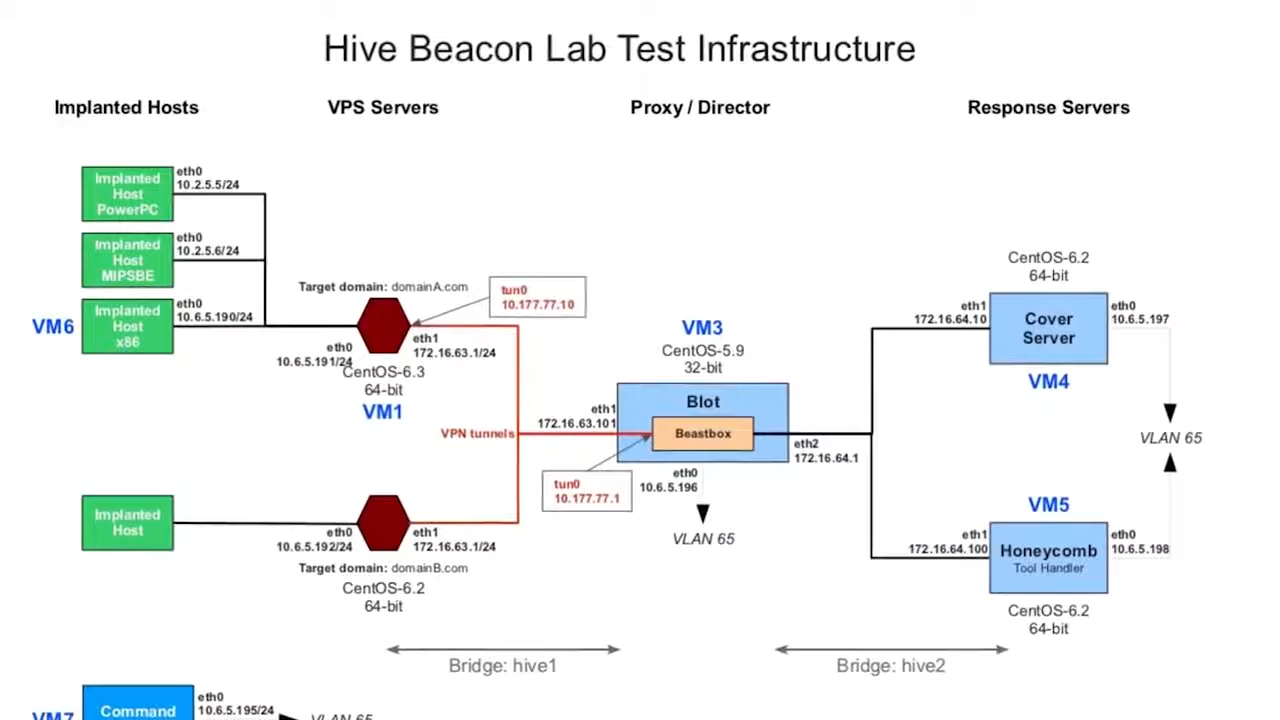 Hive Beacon Lab Test Infrastructure
Implanted Hosts
VPS Servers
Proxy / Director
Response Servers
Implanted
Host
PowerPC
eth0
10.2.5.5/24
Implanted
Host
MIPSBE
eth0
10.2.5.6/24
VM6
Implanted
Host
x86
eth0
10.6.5.190/24
Target domain: domainA.com
tun0
10.177.77.10
eth0
10.6.5.191/24
eth1
172.16.63.1/24
CentOS-6.3
64-bit
VM1
VPN tunnels
eth1
172.16.63.101
tun0
10.177.77.1
VM3
CentOS-5.9
32-bit
Blot
Beastbox
eth0
10.6.5.196
VLAN 65
eth2
172.16.64.1
CentOS-6.2
64-bit
eth1
172.16.64.10
Cover
Server
eth0
10.6.5.197
VM4
VLAN 65
VM5
eth1
172.16.64.100
Honeycomb
Tool Handler
eth0
10.6.5.198
CentOS-6.2
64-bit
Implanted
Host
eth0
10.6.5.192/24
eth1
172.16.63.1/24
Target domain: domainB.com
CentOS-6.2
64-bit
Bridge: hive1
Bridge: hive2
VM7
Command
eth0
10.6.5.195/24
VLAN 65